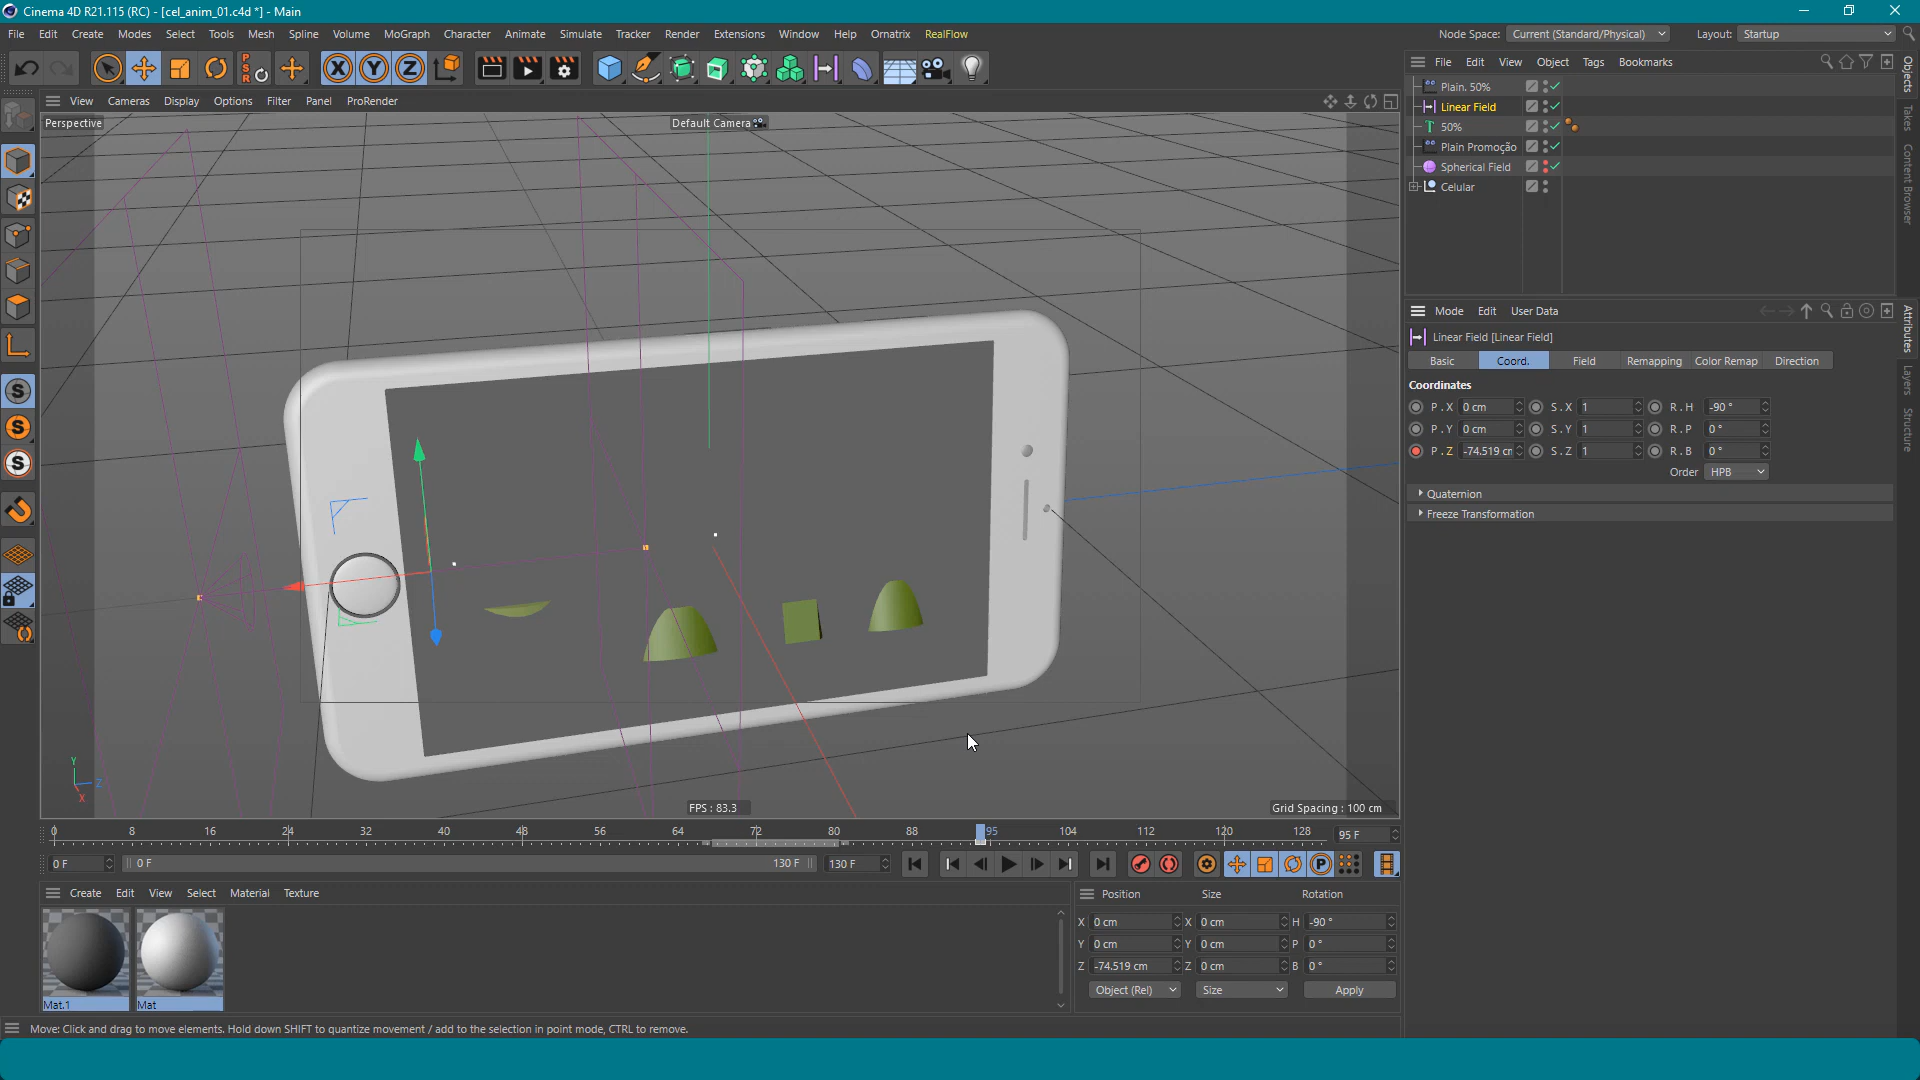 Cinema 4D R21.115 (RC) - [cel_anim_01.c4d *] - Main
File Edit Create Modes Select Tools Mesh Spline Volume MoGraph Character Animate Simulate Tracker Render Extensions Window Help Ornatrix RealFlow
Node Space: Current (Standard/Physical) Layout: Startup
PSR X Y Z
View Cameras Display Options Filter Panel ProRender
Perspective
Default Camera
FPS : 83.3
Grid Spacing : 100 cm
Y Z X
0 8 16 24 32 40 48 56 64 72 80 88 95 104 112 120 128 95 F
0 F 0 F 130 F 130 F
Create Edit View Select Material Texture
Mat.1 Mat
Position Size Rotation
X 0 cm X 0 cm H -90 °
Y 0 cm Y 0 cm P 0 °
Z -74.519 cm Z 0 cm B 0 °
Object (Rel) Size Apply
Move: Click and drag to move elements. Hold down SHIFT to quantize movement / add to the selection in point mode, CTRL to remove.
File Edit View Object Tags Bookmarks
Plain. 50%
Linear Field
50%
Plain Promoção
Spherical Field
Celular
Objects
Takes
Content Browser
Mode Edit User Data
Linear Field [Linear Field]
Basic Coord. Field Remapping Color Remap Direction
Coordinates
P . X 0 cm S . X 1 R . H -90 °
P . Y 0 cm S . Y 1 R . P 0 °
P . Z -74.519 cm S . Z 1 R . B 0 °
Order HPB
Quaternion
Freeze Transformation
Attributes
Layers
Structure